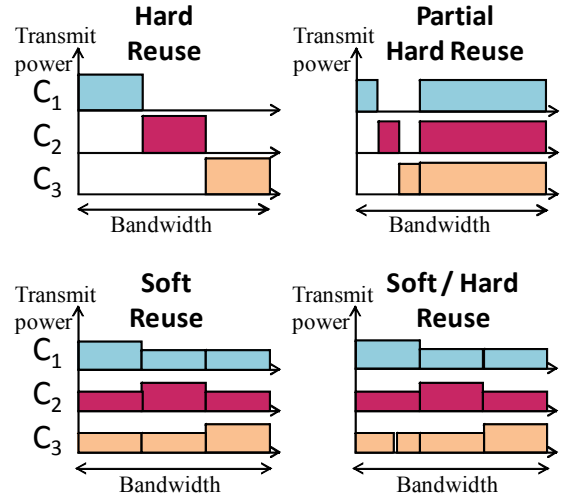 Transmit
power
Hard
Reuse
C1
C2
C3
Bandwidth
Transmit
power
Partial
Hard Reuse
Bandwidth
Transmit
power
Soft
Reuse
C1
C2
C3
Bandwidth
Transmit
power
Soft / Hard
Reuse
Bandwidth